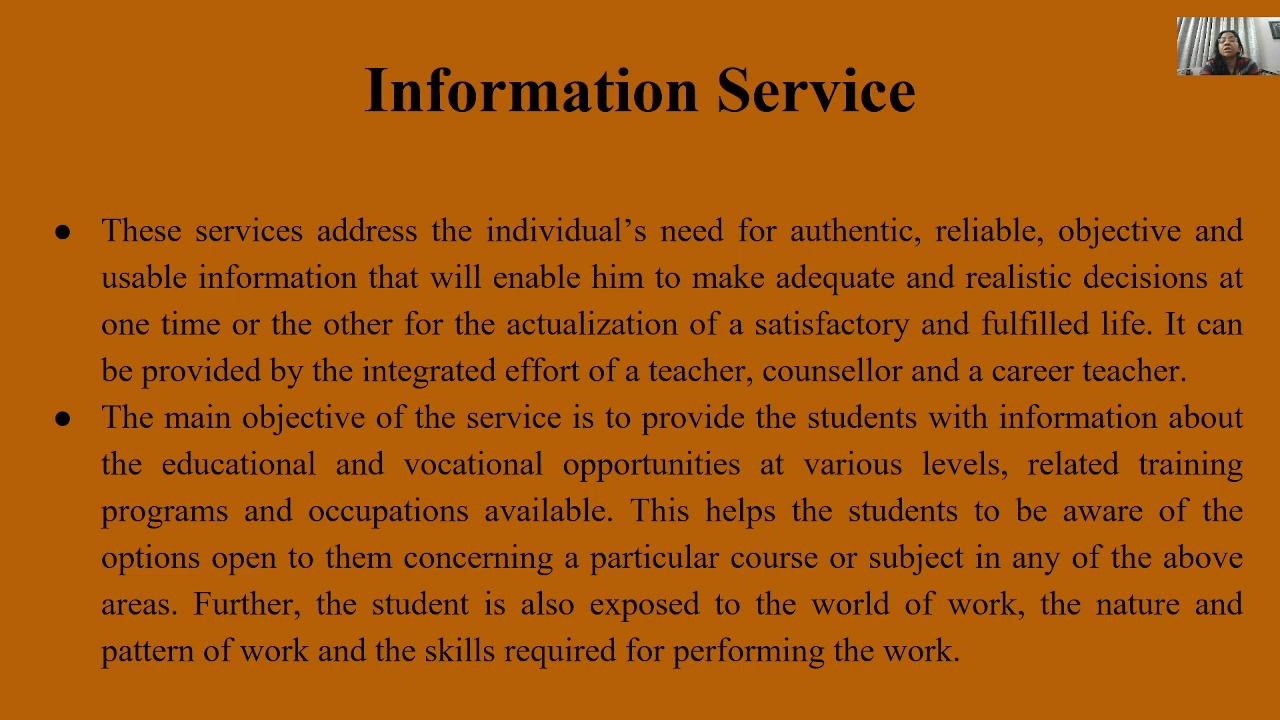 Information Service
● These services address the individual’s need for authentic, reliable, objective and
usable information that will enable him to make adequate and realistic decisions at
one time or the other for the actualization of a satisfactory and fulfilled life. It can
be provided by the integrated effort of a teacher, counsellor and a career teacher.
● The main objective of the service is to provide the students with information about
the educational and vocational opportunities at various levels, related training
programs and occupations available. This helps the students to be aware of the
options open to them concerning a particular course or subject in any of the above
areas. Further, the student is also exposed to the world of work, the nature and
pattern of work and the skills required for performing the work.